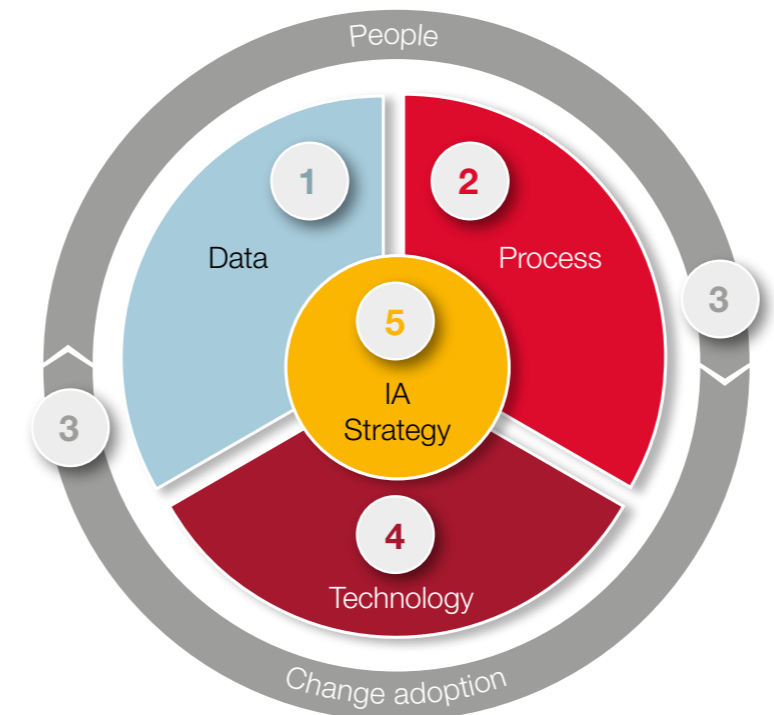 People
1
2
Data
Process
3
5
IA
Strategy
3
4
Technology
Change adoption